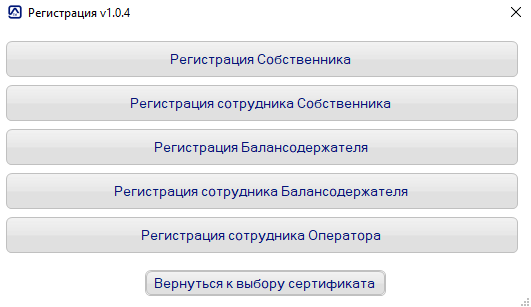 Регистрация v1.0.4
Регистрация Собственника
Регистрация сотрудника Собственника
Регистрация Балансодержателя
Регистрация сотрудника Балансодержателя
Регистрация сотрудника Оператора
Вернуться к выбору сертификата